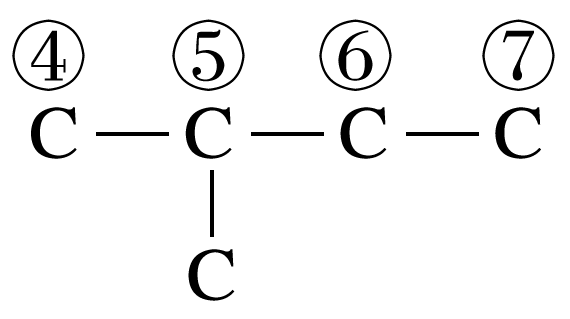 ④ ⑤ ⑥ ⑦
C — C — C — C
C